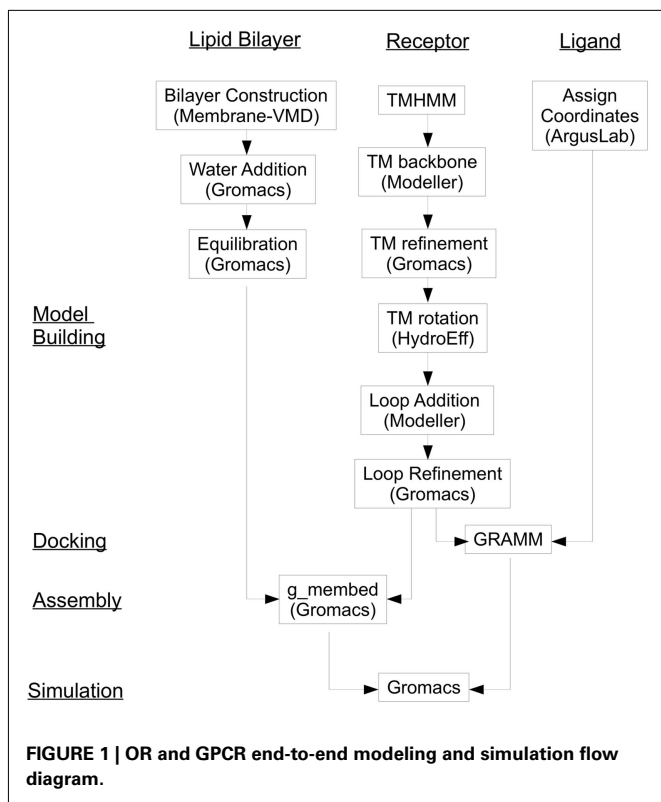 Lipid Bilayer
Receptor
Ligand
Bilayer Construction
(Membrane-VMD)
TMHMM
Assign
Coordinates
(ArgusLab)
Water Addition
(Gromacs)
TM backbone
(Modeller)
Equilibration
(Gromacs)
TM refinement
(Gromacs)
Model
Building
TM rotation
(HydroEff)
Loop Addition
(Modeller)
Loop Refinement
(Gromacs)
Docking
GRAMM
Assembly
g_membed
(Gromacs)
Simulation
Gromacs
FIGURE 1 | OR and GPCR end-to-end modeling and simulation flow
diagram.